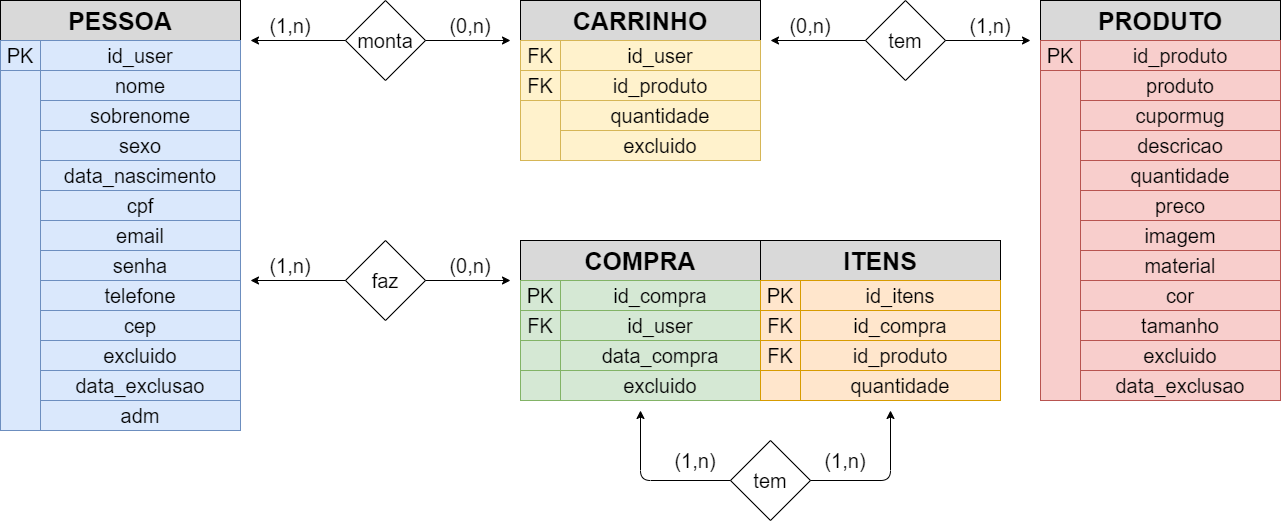 PESSOA
PK id_user
nome
sobrenome
sexo
data_nascimento
cpf
email
senha
telefone
cep
excluido
data_exclusao
adm
(1,n) monta (0,n)
CARRINHO
FK id_user
FK id_produto
quantidade
excluido
(0,n) tem (1,n)
PRODUTO
PK id_produto
produto
cupormug
descricao
quantidade
preco
imagem
material
cor
tamanho
excluido
data_exclusao
(1,n) faz (0,n)
COMPRA
PK id_compra
FK id_user
data_compra
excluido
ITENS
PK id_itens
FK id_compra
FK id_produto
quantidade
(1,n) tem (1,n)